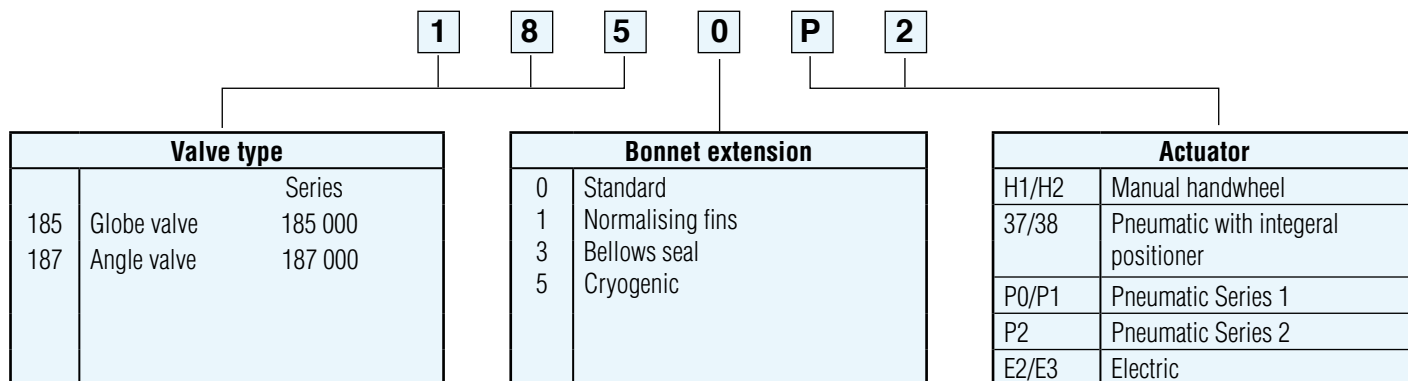 1 8 5 0 P 2
Valve type
Series
185 Globe valve 185 000
187 Angle valve 187 000
Bonnet extension
0 Standard
1 Normalising fins
3 Bellows seal
5 Cryogenic
Actuator
H1/H2 Manual handwheel
37/38 Pneumatic with integeral
positioner
P0/P1 Pneumatic Series 1
P2 Pneumatic Series 2
E2/E3 Electric